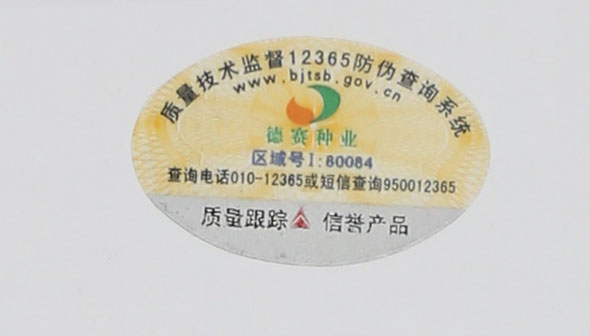 质量技术监督12365防伪查询系统
www.bjtsb.gov.cn
德赛种业
区域号I:80084
查询电话010-12365或短信查询950012365
质量跟踪 信誉产品